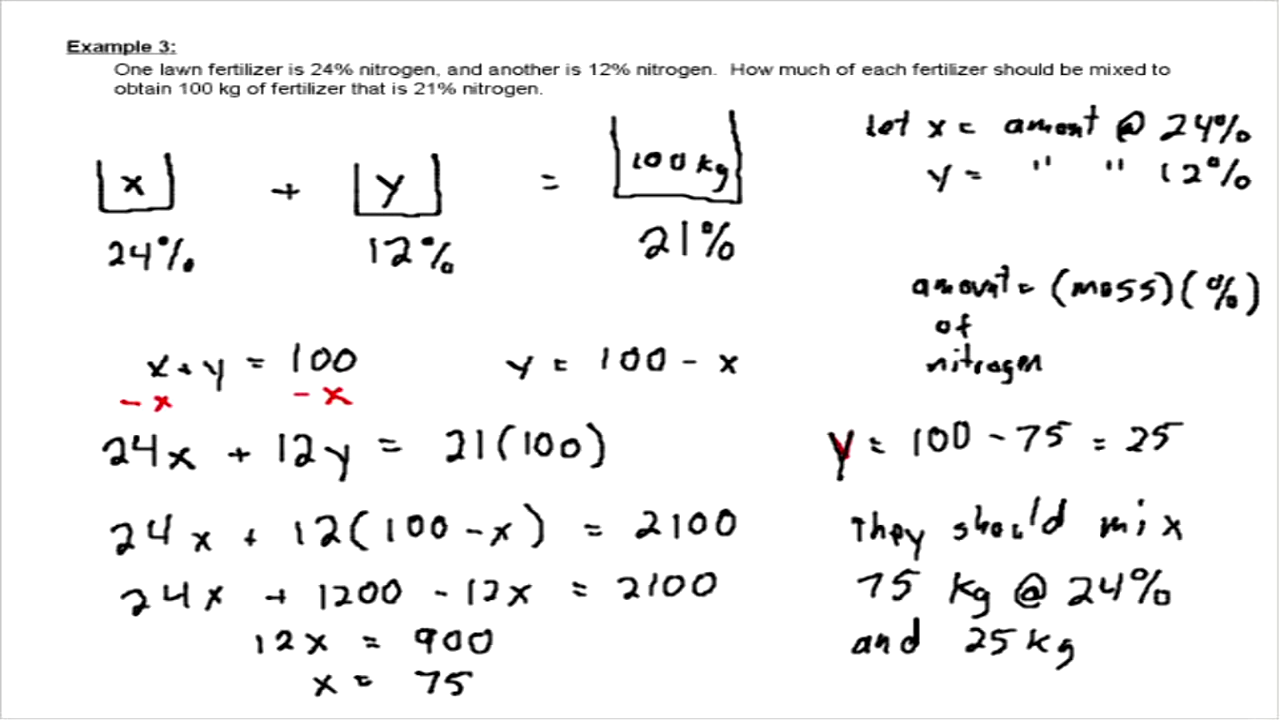 Example 3:
One lawn fertilizer is 24% nitrogen, and another is 12% nitrogen. How much of each fertilizer should be mixed to
obtain 100 kg of fertilizer that is 21% nitrogen.
x + y = 100 kg
24% 12% 21%
let x = amont @ 24%
y = " " 12%
amount = (mass)(%)
of
nitrogen
x + y = 100 y = 100 - x
- x - x
24x + 12y = 21(100)
24x + 12(100 - x) = 2100
24x + 1200 - 12x = 2100
12x = 900
x = 75
y = 100 - 75 = 25
They should mix
75 kg @ 24%
and 25 kg